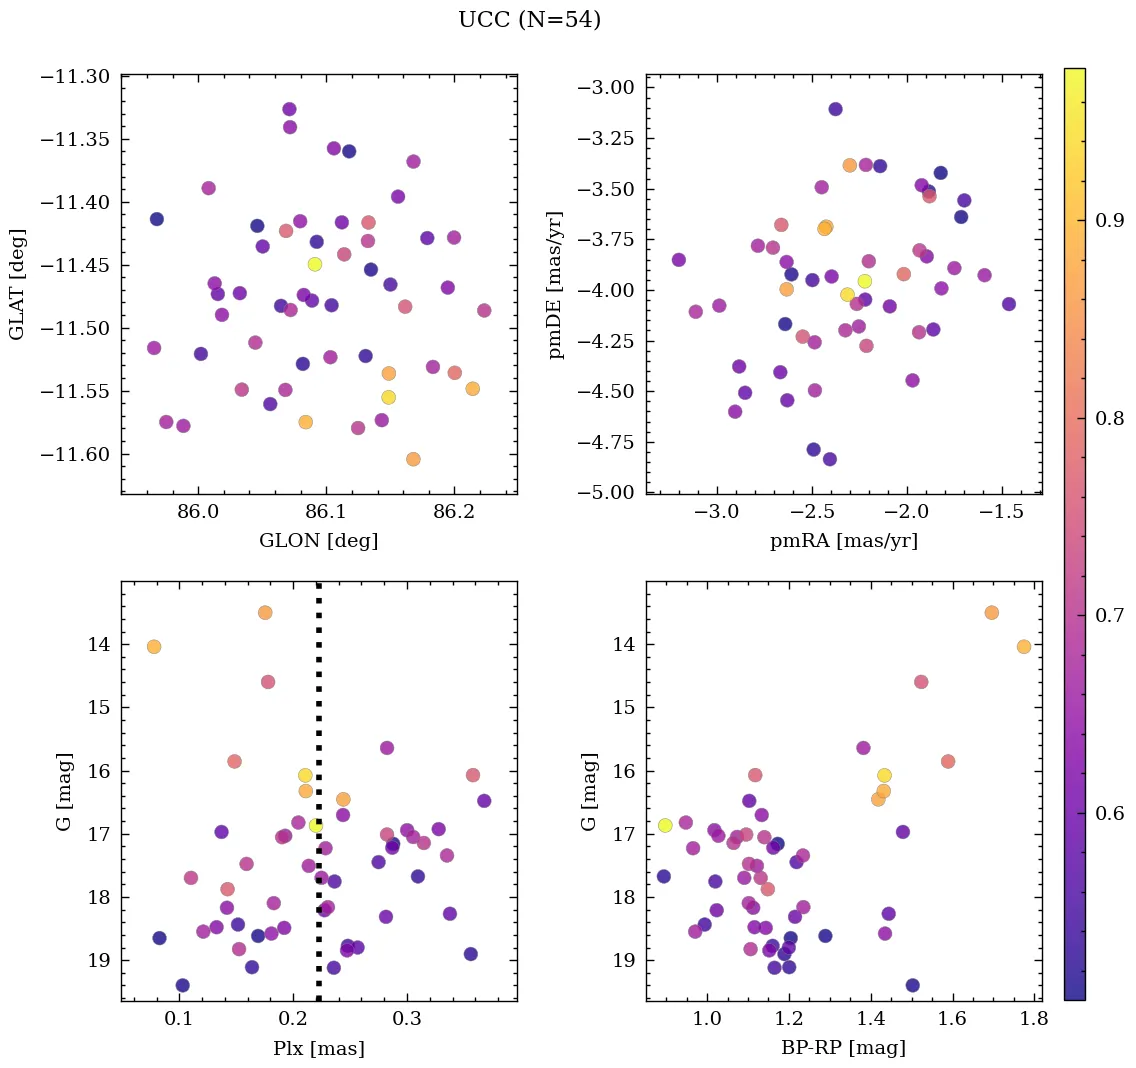 UCC (N=54)
−11.30
−11.35
−11.40
−11.45
−11.50
−11.55
−11.60
GLAT [deg]
86.0 86.1 86.2
GLON [deg]
−3.00
−3.25
−3.50
−3.75
−4.00
−4.25
−4.50
−4.75
−5.00
pmDE [mas/yr]
−3.0 −2.5 −2.0 −1.5
pmRA [mas/yr]
14
15
16
17
18
19
G [mag]
0.1 0.2 0.3
Plx [mas]
14
15
16
17
18
19
G [mag]
1.0 1.2 1.4 1.6 1.8
BP-RP [mag]
0.9
0.8
0.7
0.6